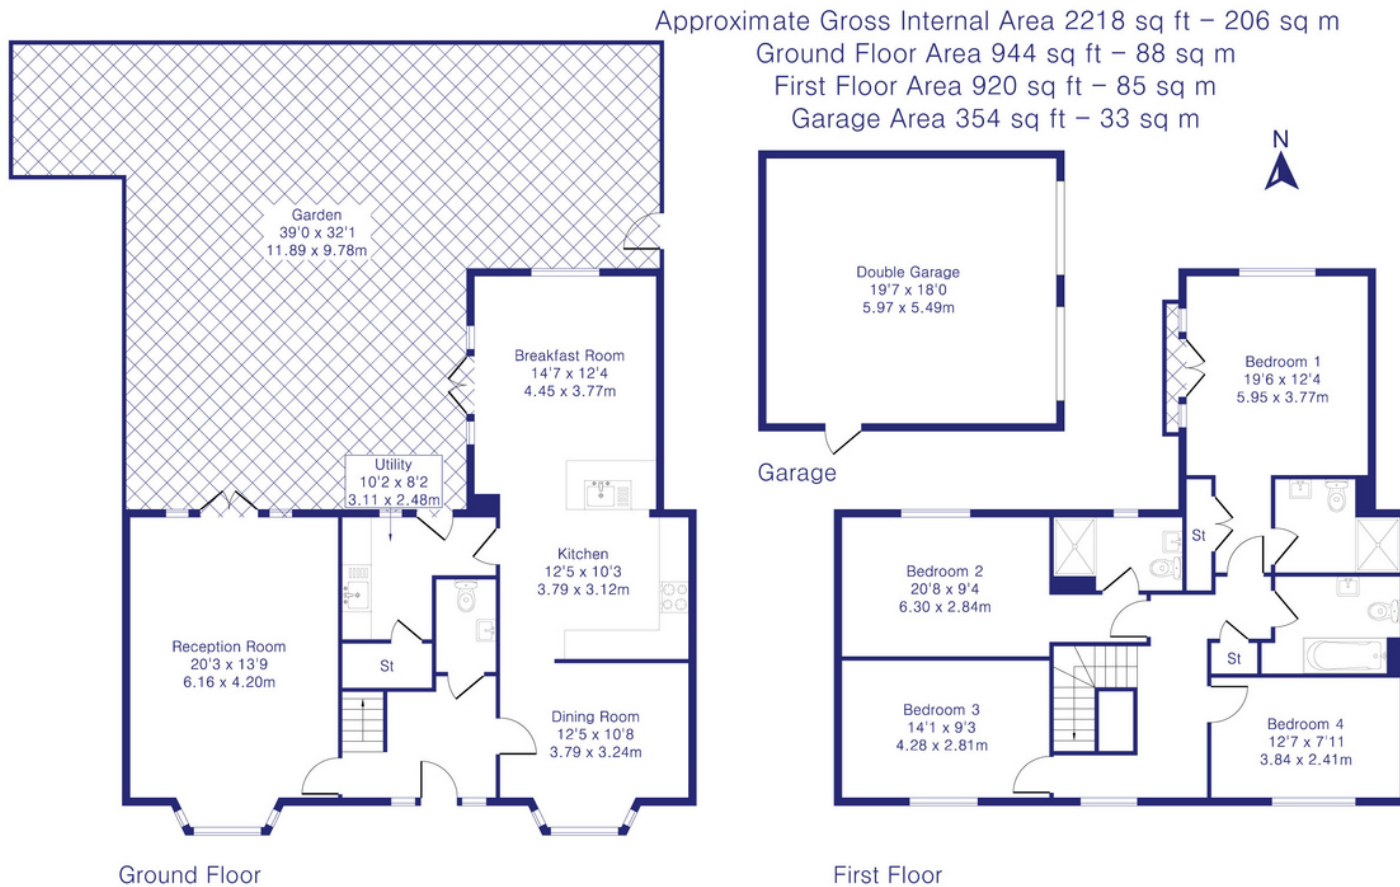 Approximate Gross Internal Area 2218 sq ft – 206 sq m
Ground Floor Area 944 sq ft – 88 sq m
First Floor Area 920 sq ft – 85 sq m
Garage Area 354 sq ft – 33 sq m
N
Garden
39'0 x 32'1
11.89 x 9.78m
Breakfast Room
14'7 x 12'4
4.45 x 3.77m
Utility
10'2 x 8'2
3.11 x 2.48m
Kitchen
12'5 x 10'3
3.79 x 3.12m
Reception Room
20'3 x 13'9
6.16 x 4.20m
St
Dining Room
12'5 x 10'8
3.79 x 3.24m
Ground Floor
Double Garage
19'7 x 18'0
5.97 x 5.49m
Garage
Bedroom 1
19'6 x 12'4
5.95 x 3.77m
St
Bedroom 2
20'8 x 9'4
6.30 x 2.84m
St
Bedroom 3
14'1 x 9'3
4.28 x 2.81m
Bedroom 4
12'7 x 7'11
3.84 x 2.41m
First Floor